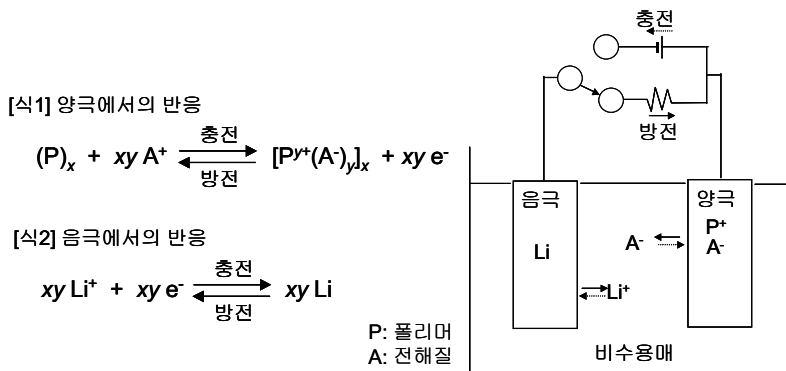 [식1] 양극에서의 반응
(P)x + xy A+ 충전 방전 [Py+(A-)y]x + xy e-
[식2] 음극에서의 반응
xy Li+ + xy e- 충전 방전 xy Li
P: 폴리머
A: 전해질
충전
방전
음극
Li
양극
P+
A-
A-
Li+
비수용매